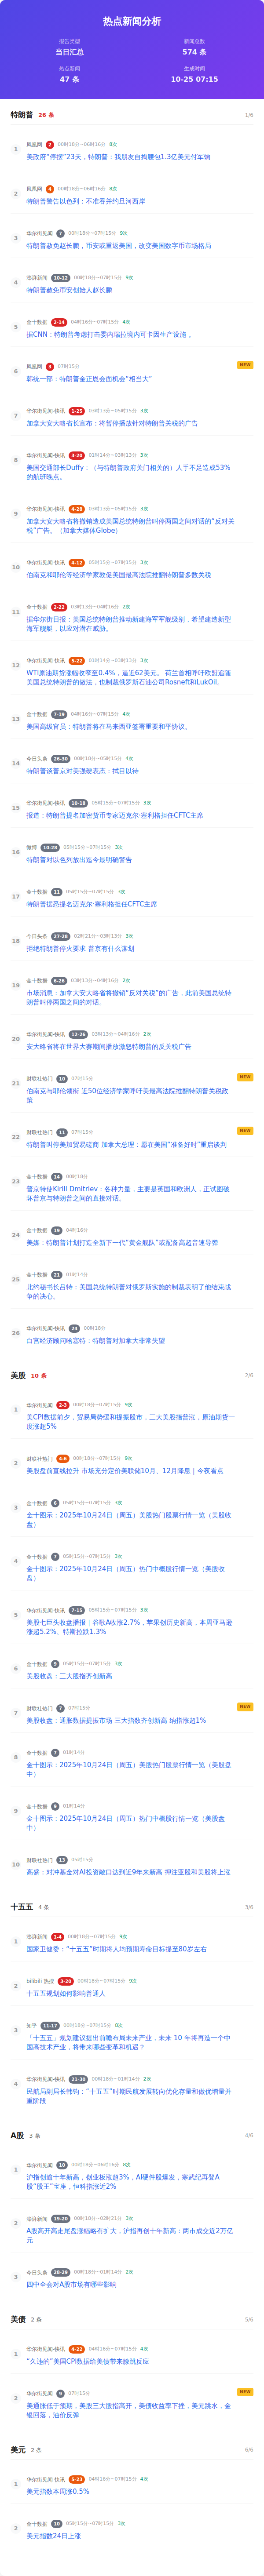 热点新闻分析
报告类型
当日汇总
新闻总数
574 条
热点新闻
47 条
生成时间
10-25 07:15
特朗普 26 条 1/6
1 凤凰网 2 00时18分~06时16分 8次
美政府“停摆”23天，特朗普：我朋友自掏腰包1.3亿美元付军饷
2 凤凰网 4 00时18分~06时16分 8次
特朗普警告以色列：不准吞并约旦河西岸
3 华尔街见闻 7 00时18分~07时15分 9次
特朗普赦免赵长鹏，币安或重返美国，改变美国数字市场格局
4 澎湃新闻 10-12 00时18分~07时15分 9次
特朗普赦免币安创始人赵长鹏
5 金十数据 2-14 04时16分~07时15分 4次
据CNN：特朗普考虑打击委内瑞拉境内可卡因生产设施 。
6 凤凰网 3 07时15分 NEW
韩统一部：特朗普金正恩会面机会“相当大”
7 华尔街见闻-快讯 1-25 03时13分~05时15分 3次
加拿大安大略省长宣布：将暂停播放针对特朗普关税的广告
8 华尔街见闻-快讯 3-20 01时14分~03时13分 3次
美国交通部长Duffy：（与特朗普政府关门相关的）人手不足造成53%
的航班晚点。
9 华尔街见闻-快讯 4-28 03时13分~05时15分 3次
加拿大安大略省将撤销造成美国总统特朗普叫停两国之间对话的“反对关
税”广告。（加拿大媒体Globe）
10 华尔街见闻-快讯 4-12 05时15分~07时15分 3次
伯南克和耶伦等经济学家敦促美国最高法院推翻特朗普多数关税
11 金十数据 2-22 03时13分~04时16分 2次
据华尔街日报：美国总统特朗普推动新建海军军舰级别，希望建造新型
海军舰艇，以应对潜在威胁。
12 华尔街见闻-快讯 5-22 01时14分~03时13分 3次
WTI原油期货涨幅收窄至0.4%，逼近62美元。 荷兰首相呼吁欧盟追随
美国总统特朗普的做法，也制裁俄罗斯石油公司Rosneft和LukOil。
13 金十数据 7-19 04时16分~07时15分 4次
美国高级官员：特朗普将在马来西亚签署重要和平协议。
14 今日头条 26-30 00时18分~05时15分 4次
特朗普谈普京对美强硬表态：拭目以待
15 华尔街见闻-快讯 10-18 05时15分~07时15分 3次
报道：特朗普提名加密货币专家迈克尔·塞利格担任CFTC主席
16 微博 10-28 05时15分~07时15分 3次
特朗普对以色列放出迄今最明确警告
17 金十数据 11 05时15分~07时15分 3次
特朗普据悉提名迈克尔·塞利格担任CFTC主席
18 今日头条 27-28 02时21分~03时13分 3次
拒绝特朗普停火要求 普京有什么谋划
19 金十数据 6-26 03时13分~04时16分 2次
市场消息：加拿大安大略省将撤销“反对关税”的广告，此前美国总统特
朗普叫停两国之间的对话。
20 华尔街见闻-快讯 12-26 03时13分~04时16分 2次
安大略省将在世界大赛期间播放激怒特朗普的反关税广告
21 财联社热门 10 07时15分 NEW
伯南克与耶伦领衔 近50位经济学家呼吁美最高法院推翻特朗普关税政
策
22 财联社热门 11 07时15分 NEW
特朗普叫停美加贸易磋商 加拿大总理：愿在美国“准备好时”重启谈判
23 金十数据 14 00时18分
普京特使Kirill Dmitriev：各种力量，主要是英国和欧洲人，正试图破
坏普京与特朗普之间的直接对话。
24 金十数据 19 04时16分
美媒：特朗普计划打造全新下一代“黄金舰队”或配备高超音速导弹
25 金十数据 21 01时14分
北约秘书长吕特：美国总统特朗普对俄罗斯实施的制裁表明了他结束战
争的决心。
26 华尔街见闻-快讯 24 00时18分
白宫经济顾问哈塞特：特朗普对加拿大非常失望
美股 10 条 2/6
1 华尔街见闻 2-3 00时18分~07时15分 9次
美CPI数据前夕，贸易局势缓和提振股市，三大美股指普涨，原油期货一
度涨超5%
2 财联社热门 4-6 00时18分~07时15分 9次
美股盘前直线拉升 市场充分定价美联储10月、12月降息 | 今夜看点
3 金十数据 6 05时15分~07时15分 3次
金十图示：2025年10月24日（周五）美股热门股票行情一览（美股收
盘）
4 金十数据 7 05时15分~07时15分 3次
金十图示：2025年10月24日（周五）热门中概股行情一览（美股收
盘）
5 华尔街见闻-快讯 7-15 05时15分~07时15分 3次
美股七巨头收盘播报｜谷歌A收涨2.7%，苹果创历史新高，本周亚马逊
涨超5.2%、特斯拉跌1.3%
6 金十数据 9 05时15分~07时15分 3次
美股收盘：三大股指齐创新高
7 财联社热门 7 07时15分 NEW
美股收盘：通胀数据提振市场 三大指数齐创新高 纳指涨超1%
8 金十数据 7 01时14分
金十图示：2025年10月24日（周五）美股热门股票行情一览（美股盘
中）
9 金十数据 9 01时14分
金十图示：2025年10月24日（周五）热门中概股行情一览（美股盘
中）
10 财联社热门 13 05时15分
高盛：对冲基金对AI投资敞口达到近9年来新高 押注亚股和美股将上涨
十五五 4 条 3/6
1 澎湃新闻 1-4 00时18分~07时15分 9次
国家卫健委：“十五五”时期将人均预期寿命目标提至80岁左右
2 bilibili 热搜 3-20 00时18分~07时15分 9次
十五五规划如何影响普通人
3 知乎 11-17 00时18分~07时15分 8次
「十五五」规划建议提出前瞻布局未来产业，未来 10 年将再造一个中
国高技术产业，将带来哪些变革和机遇？
4 华尔街见闻-快讯 21-30 00时18分~01时14分 2次
民航局副局长韩钧：“十五五”时期民航发展转向优化存量和做优增量并
重阶段
A股 3 条 4/6
1 华尔街见闻 10 00时18分~06时16分 8次
沪指创逾十年新高，创业板涨超3%，AI硬件股爆发，寒武纪再登A
股“股王”宝座，恒科指涨近2%
2 澎湃新闻 19-20 00时18分~02时21分 3次
A股高开高走尾盘涨幅略有扩大，沪指再创十年新高：两市成交近2万亿
元
3 今日头条 28-29 00时18分~01时14分 2次
四中全会对A股市场有哪些影响
美债 2 条 5/6
1 华尔街见闻-快讯 4-22 04时16分~07时15分 4次
“久违的”美国CPI数据给美债带来膝跳反应
2 华尔街见闻 9 07时15分 NEW
美通胀低于预期，美股三大股指高开，美债收益率下挫，美元跳水，金
银回落，油价反弹
美元 2 条 6/6
1 华尔街见闻-快讯 5-23 04时16分~07时15分 4次
美元指数本周涨0.5%
2 金十数据 10 05时15分~07时15分 3次
美元指数24日上涨